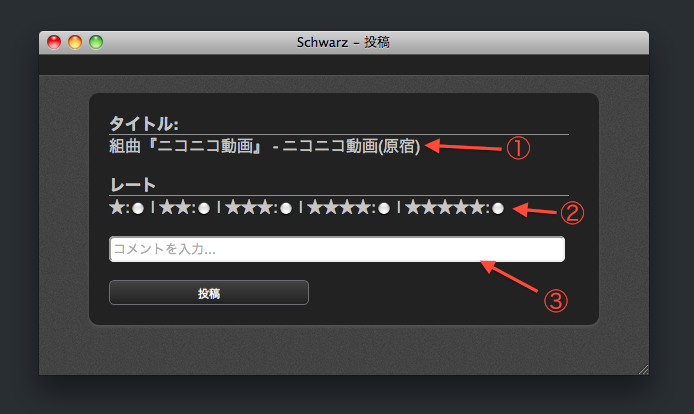 Schwarz – 投稿
タイトル:
組曲『ニコニコ動画』 - ニコニコ動画(原宿)
①
レート
★: | ★★: | ★★★: | ★★★★: | ★★★★★:
②
コメントを入力...
③
投稿